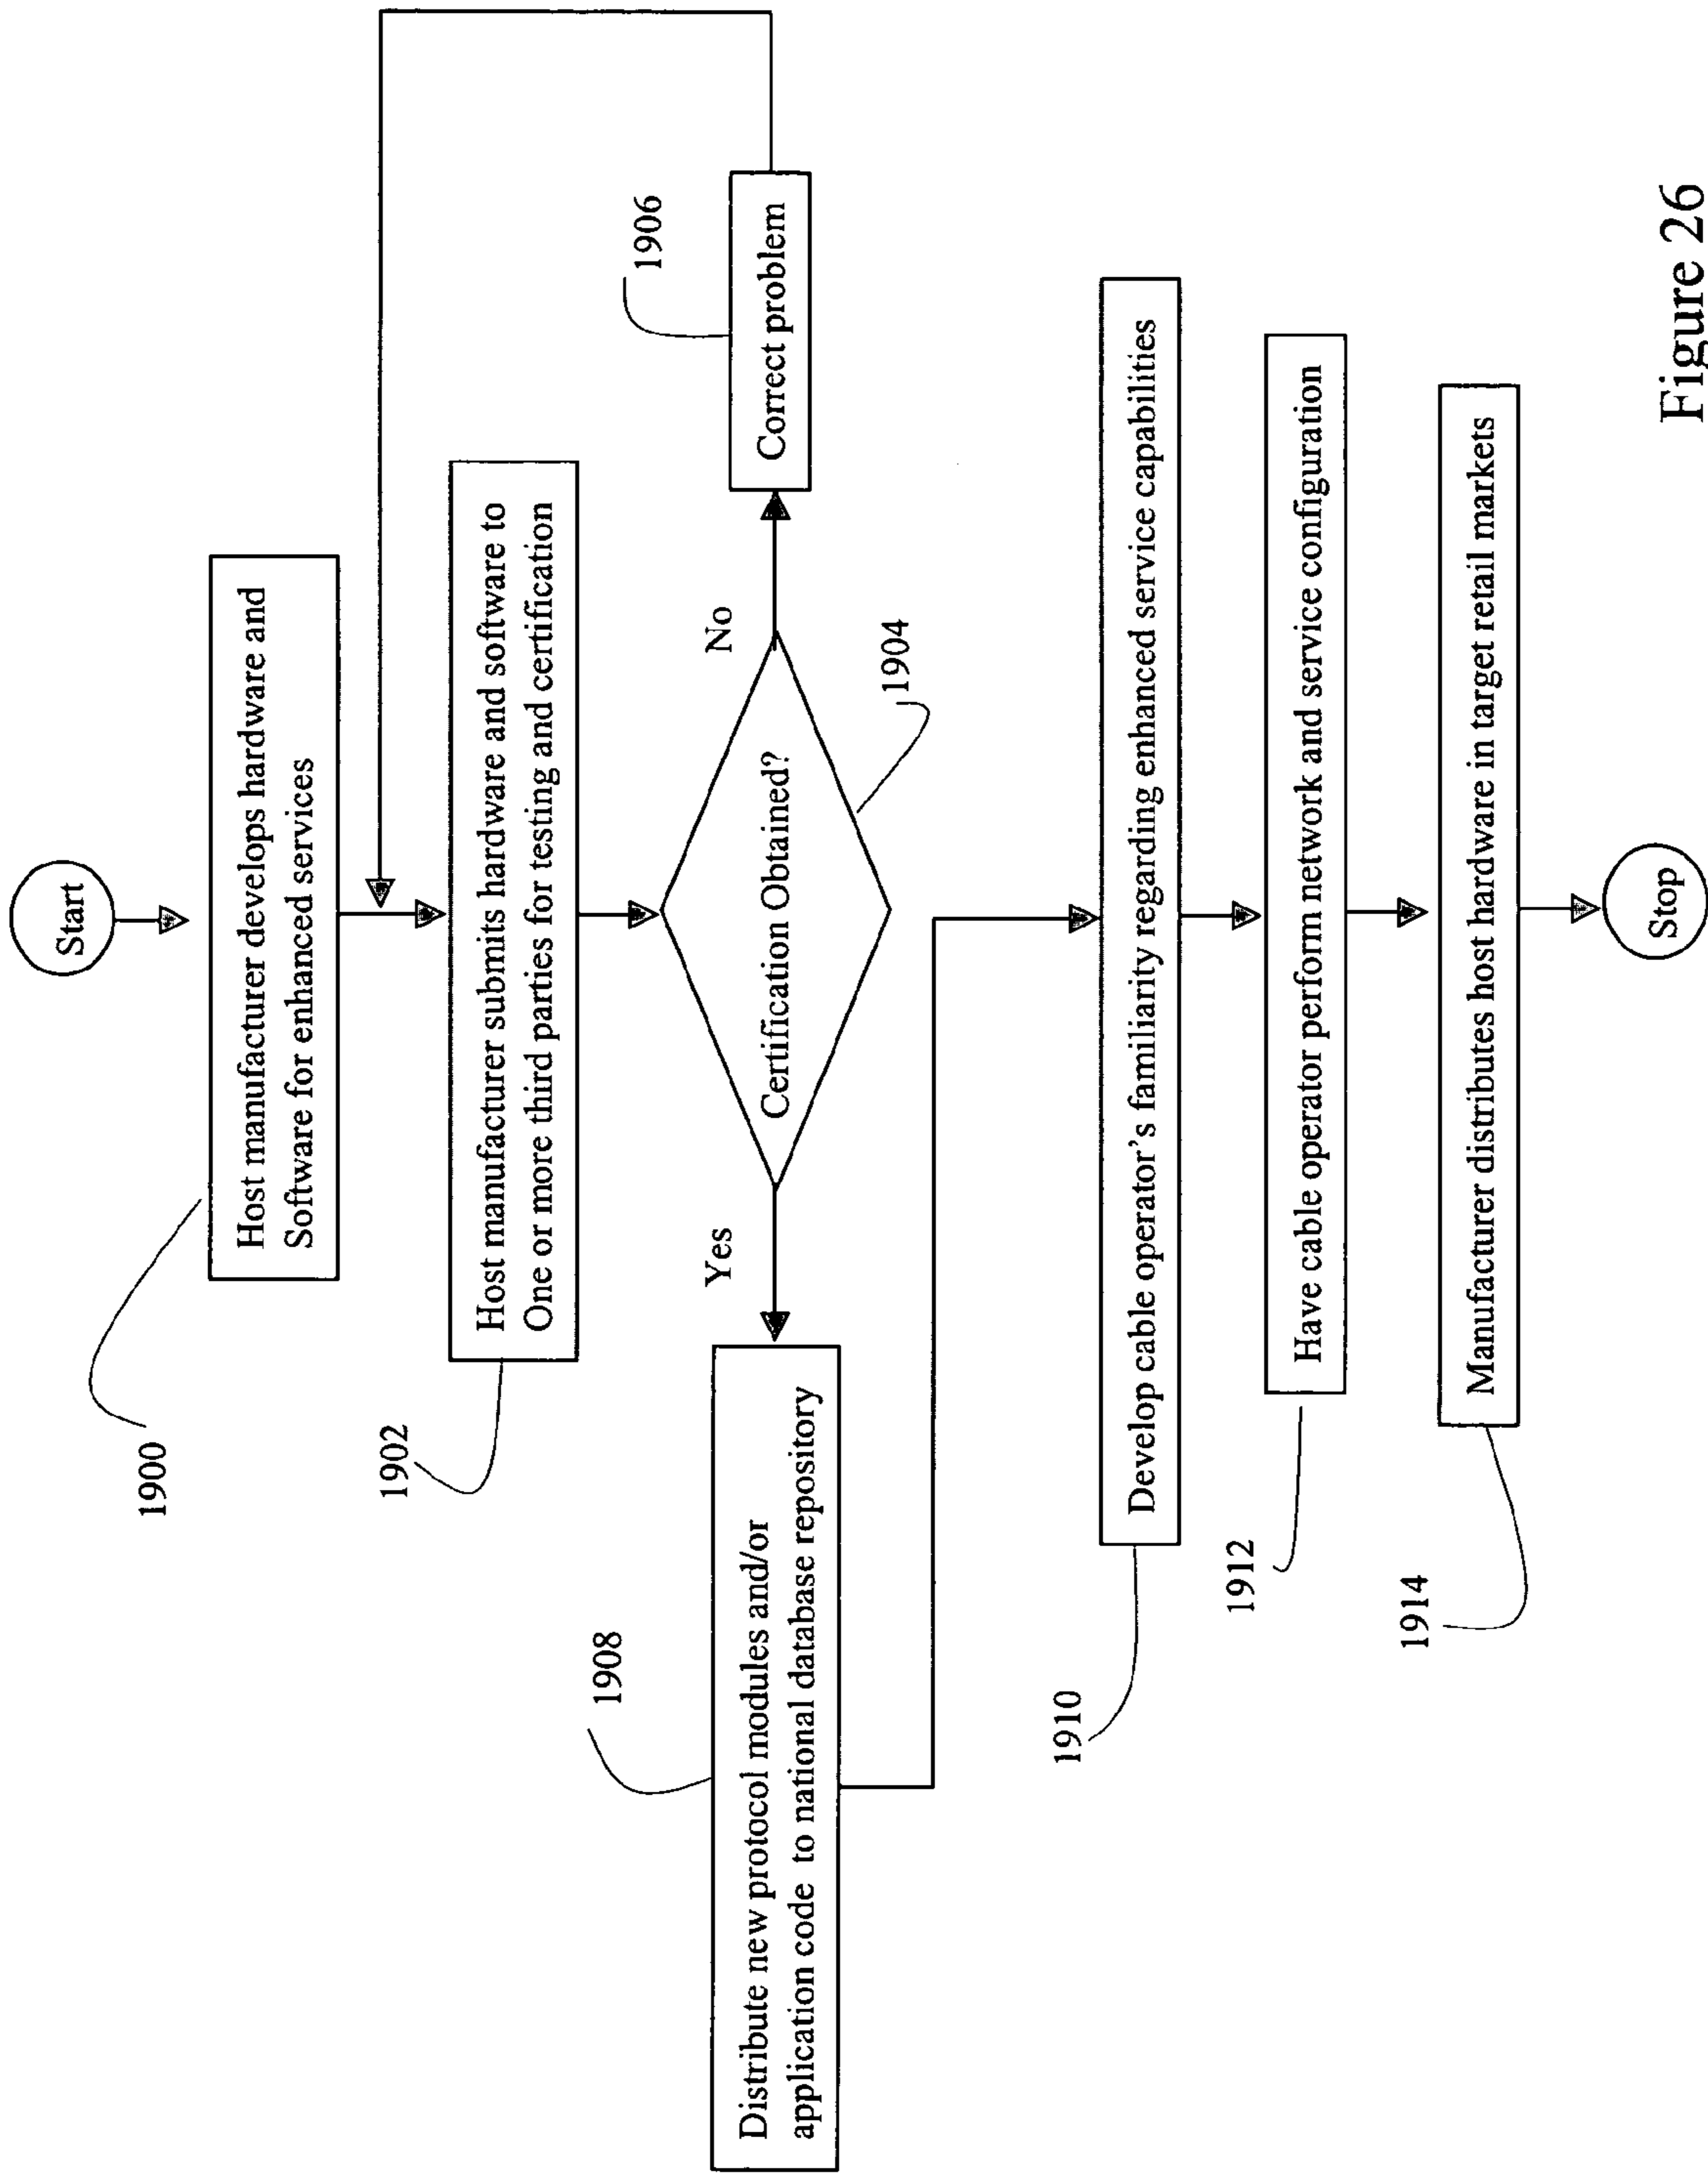 Start
1900
Host manufacturer develops hardware and
Software for enhanced services
1902
Host manufacturer submits hardware and software to
One or more third parties for testing and certification
Certification Obtained?
1904
No
1906
Correct problem
Yes
1908
Distribute new protocol modules and/or
application code to national database repository
1910
Develop cable operator's familiarity regarding enhanced service capabilities
1912
Have cable operator perform network and service configuration
1914
Manufacturer distributes host hardware in target retail markets
Stop
Figure 26